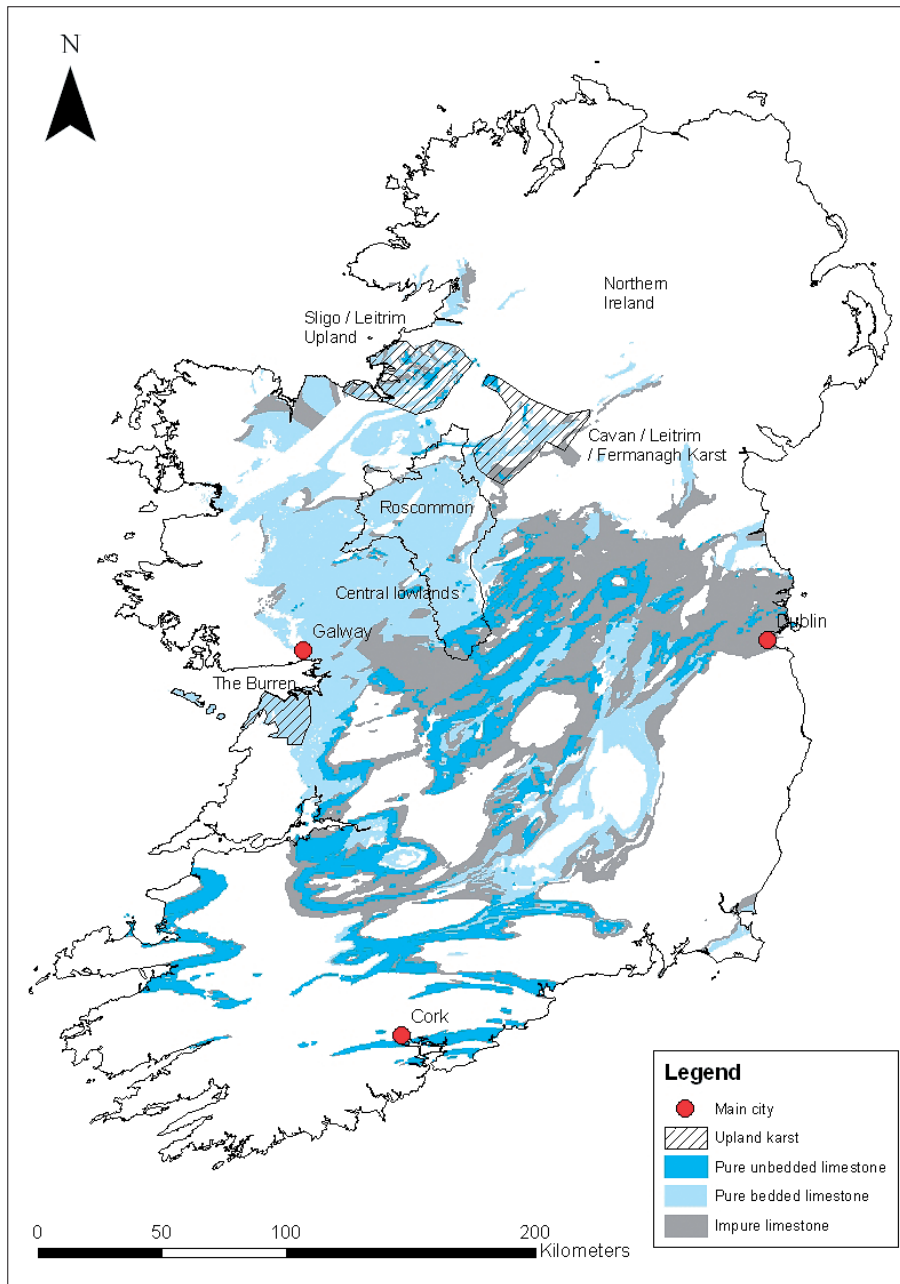 N
Northern
Ireland
Sligo / Leitrim
Upland
Cavan / Leitrim
/ Fermanagh Karst
Roscommon
Central lowlands
Galway
Dublin
The Burren
Cork
Legend
Main city
Upland karst
Pure unbedded limestone
Pure bedded limestone
Impure limestone
0 50 100 200
Kilometers